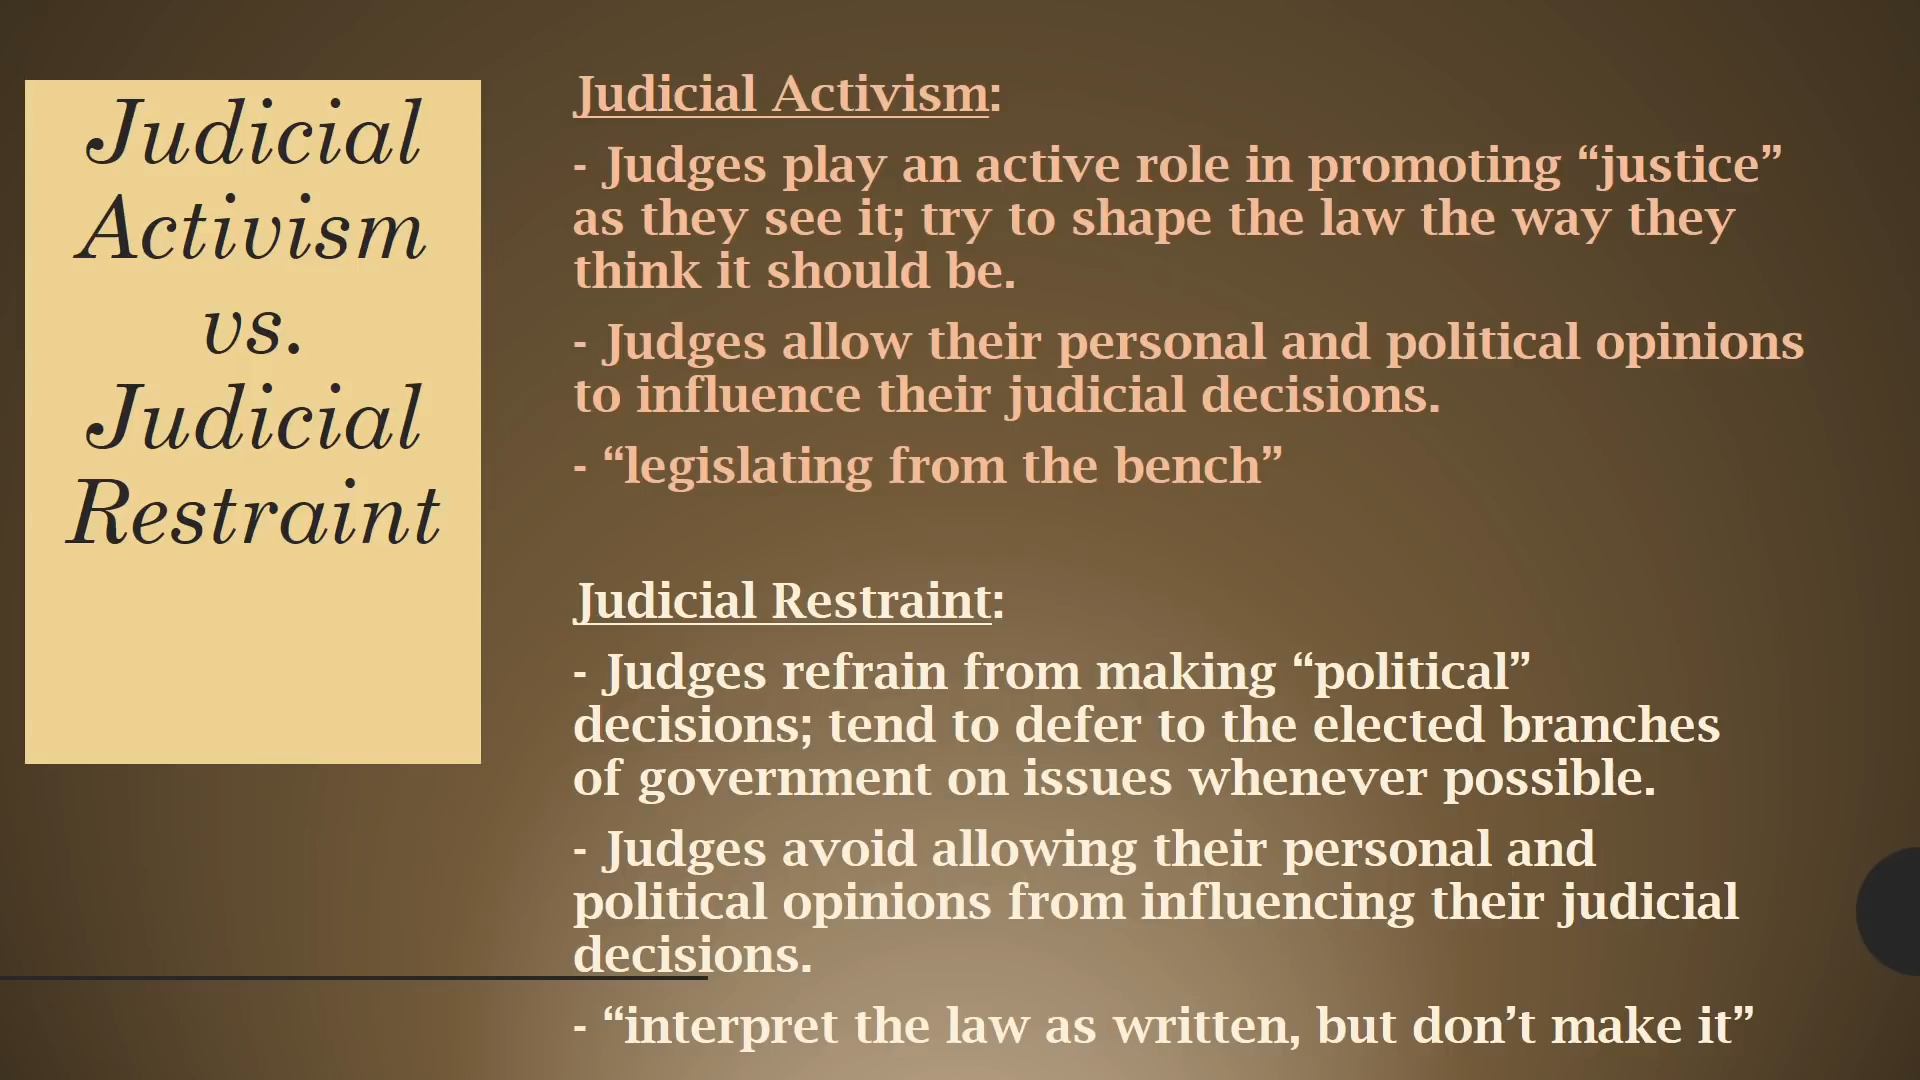 Judicial
Activism
vs.
Judicial
Restraint
Judicial Activism:
- Judges play an active role in promoting “justice”
as they see it; try to shape the law the way they
think it should be.
- Judges allow their personal and political opinions
to influence their judicial decisions.
- “legislating from the bench”
Judicial Restraint:
- Judges refrain from making “political”
decisions; tend to defer to the elected branches
of government on issues whenever possible.
- Judges avoid allowing their personal and
political opinions from influencing their judicial
decisions.
- “interpret the law as written, but don’t make it”